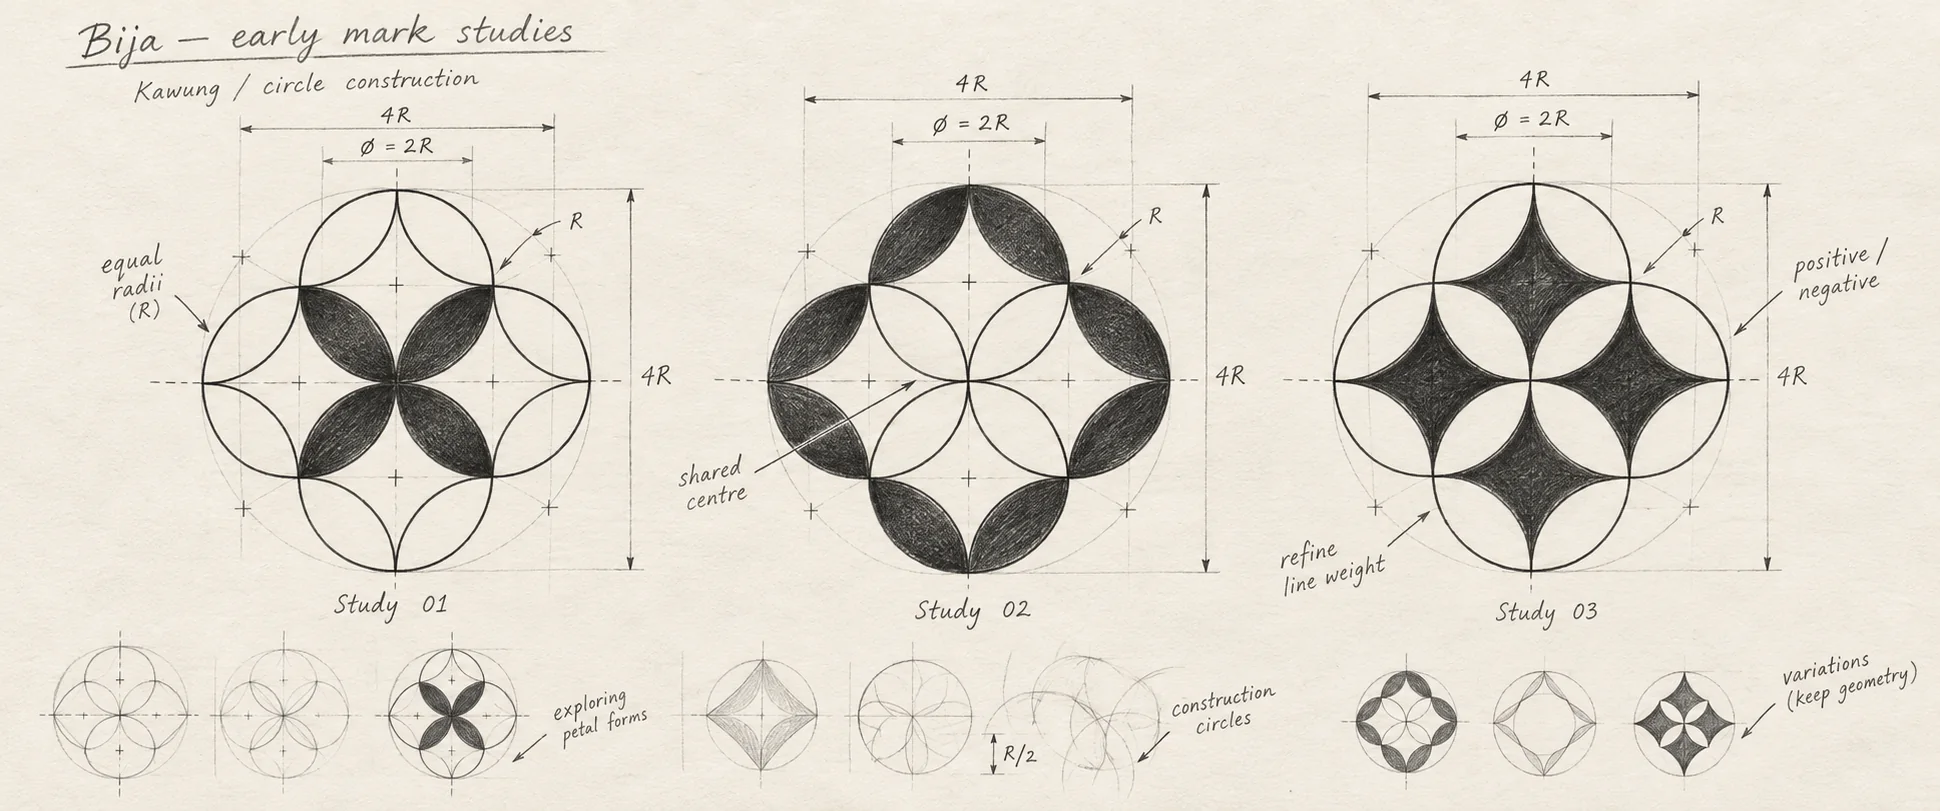 Bija — early mark studies
Kawung / circle construction
4R
Ø = 2R
R
equal
radii
(R)
4R
Study 01
4R
Ø = 2R
R
4R
shared
centre
Study 02
4R
Ø = 2R
R
positive /
negative
4R
refine
line weight
Study 03
exploring
petal forms
R/2
construction
circles
variations
(keep geometry)